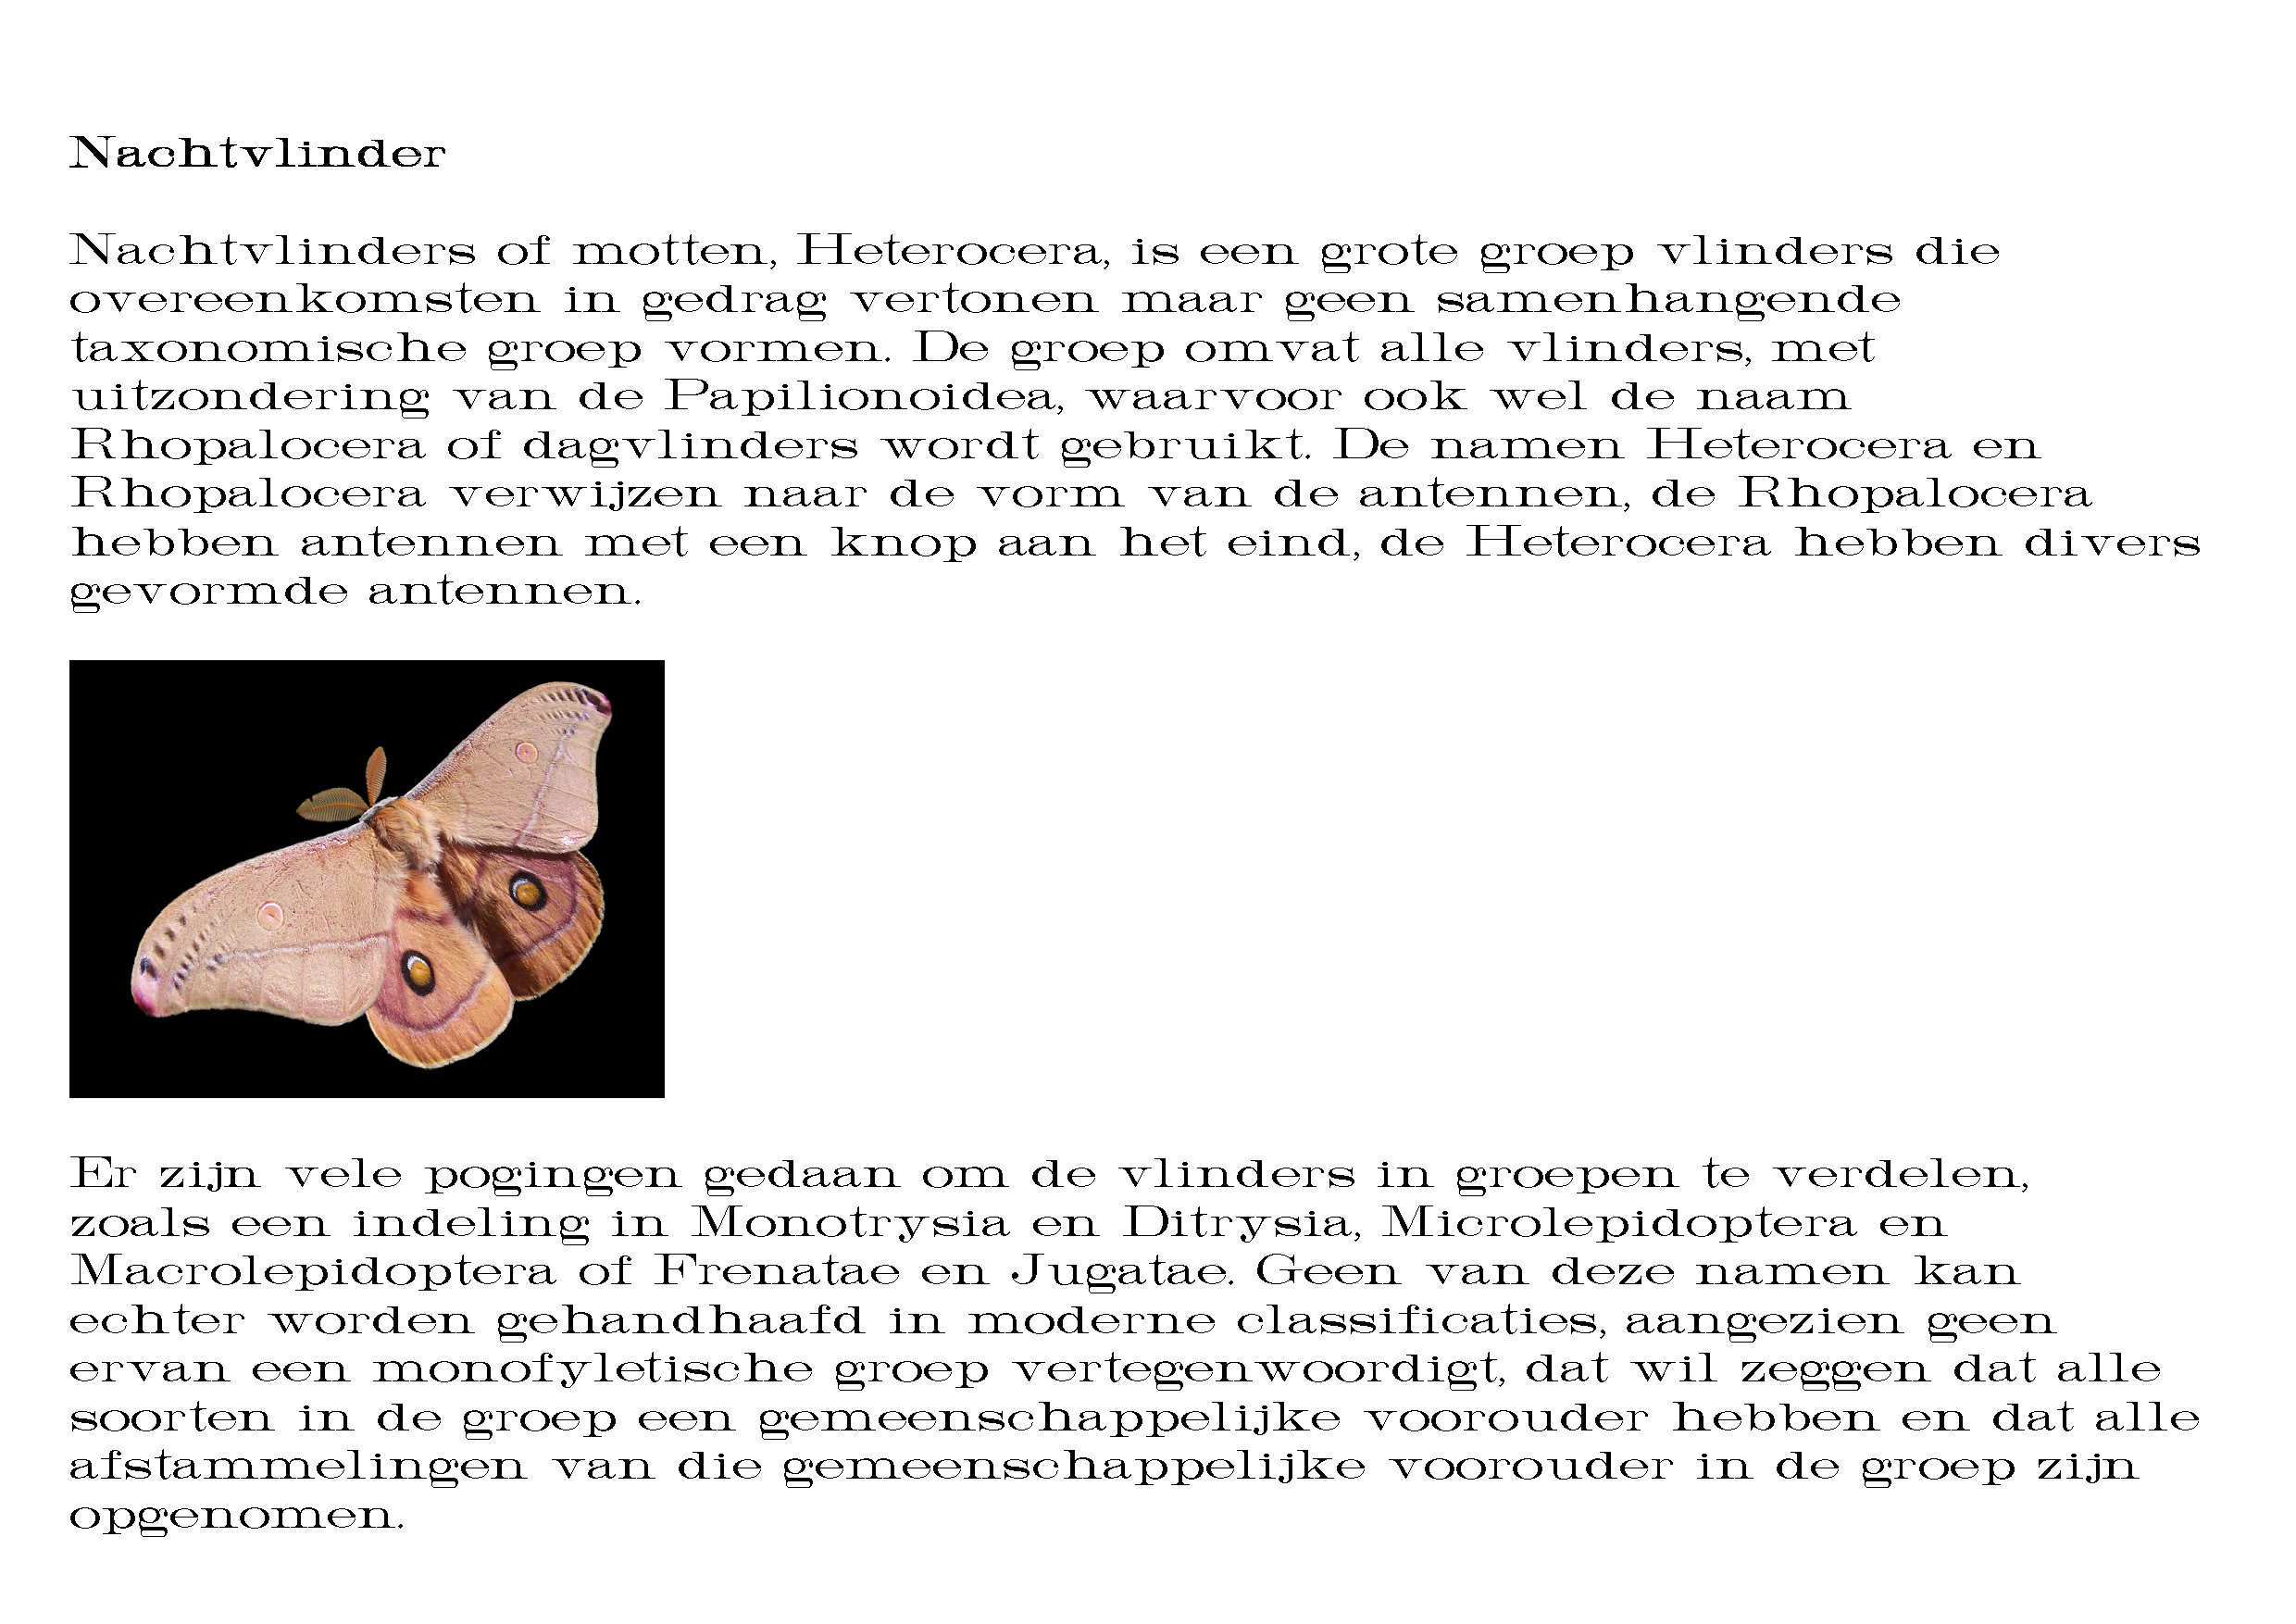 Nachtvlinder
Nachtvlinders of motten, Heterocera, is een grote groep vlinders die
overeenkomsten in gedrag vertonen maar geen samenhangende
taxonomische groep vormen. De groep omvat alle vlinders, met
uitzondering van de Papilionoidea, waarvoor ook wel de naam
Rhopalocera of dagvlinders wordt gebruikt. De namen Heterocera en
Rhopalocera verwijzen naar de vorm van de antennen, de Rhopalocera
hebben antennen met een knop aan het eind, de Heterocera hebben divers
gevormde antennen.
Er zijn vele pogingen gedaan om de vlinders in groepen te verdelen,
zoals een indeling in Monotrysia en Ditrysia, Microlepidoptera en
Macrolepidoptera of Frenatae en Jugatae. Geen van deze namen kan
echter worden gehandhaafd in moderne classificaties, aangezien geen
ervan een monofyletische groep vertegenwoordigt, dat wil zeggen dat alle
soorten in de groep een gemeenschappelijke voorouder hebben en dat alle
afstammelingen van die gemeenschappelijke voorouder in de groep zijn
opgenomen.